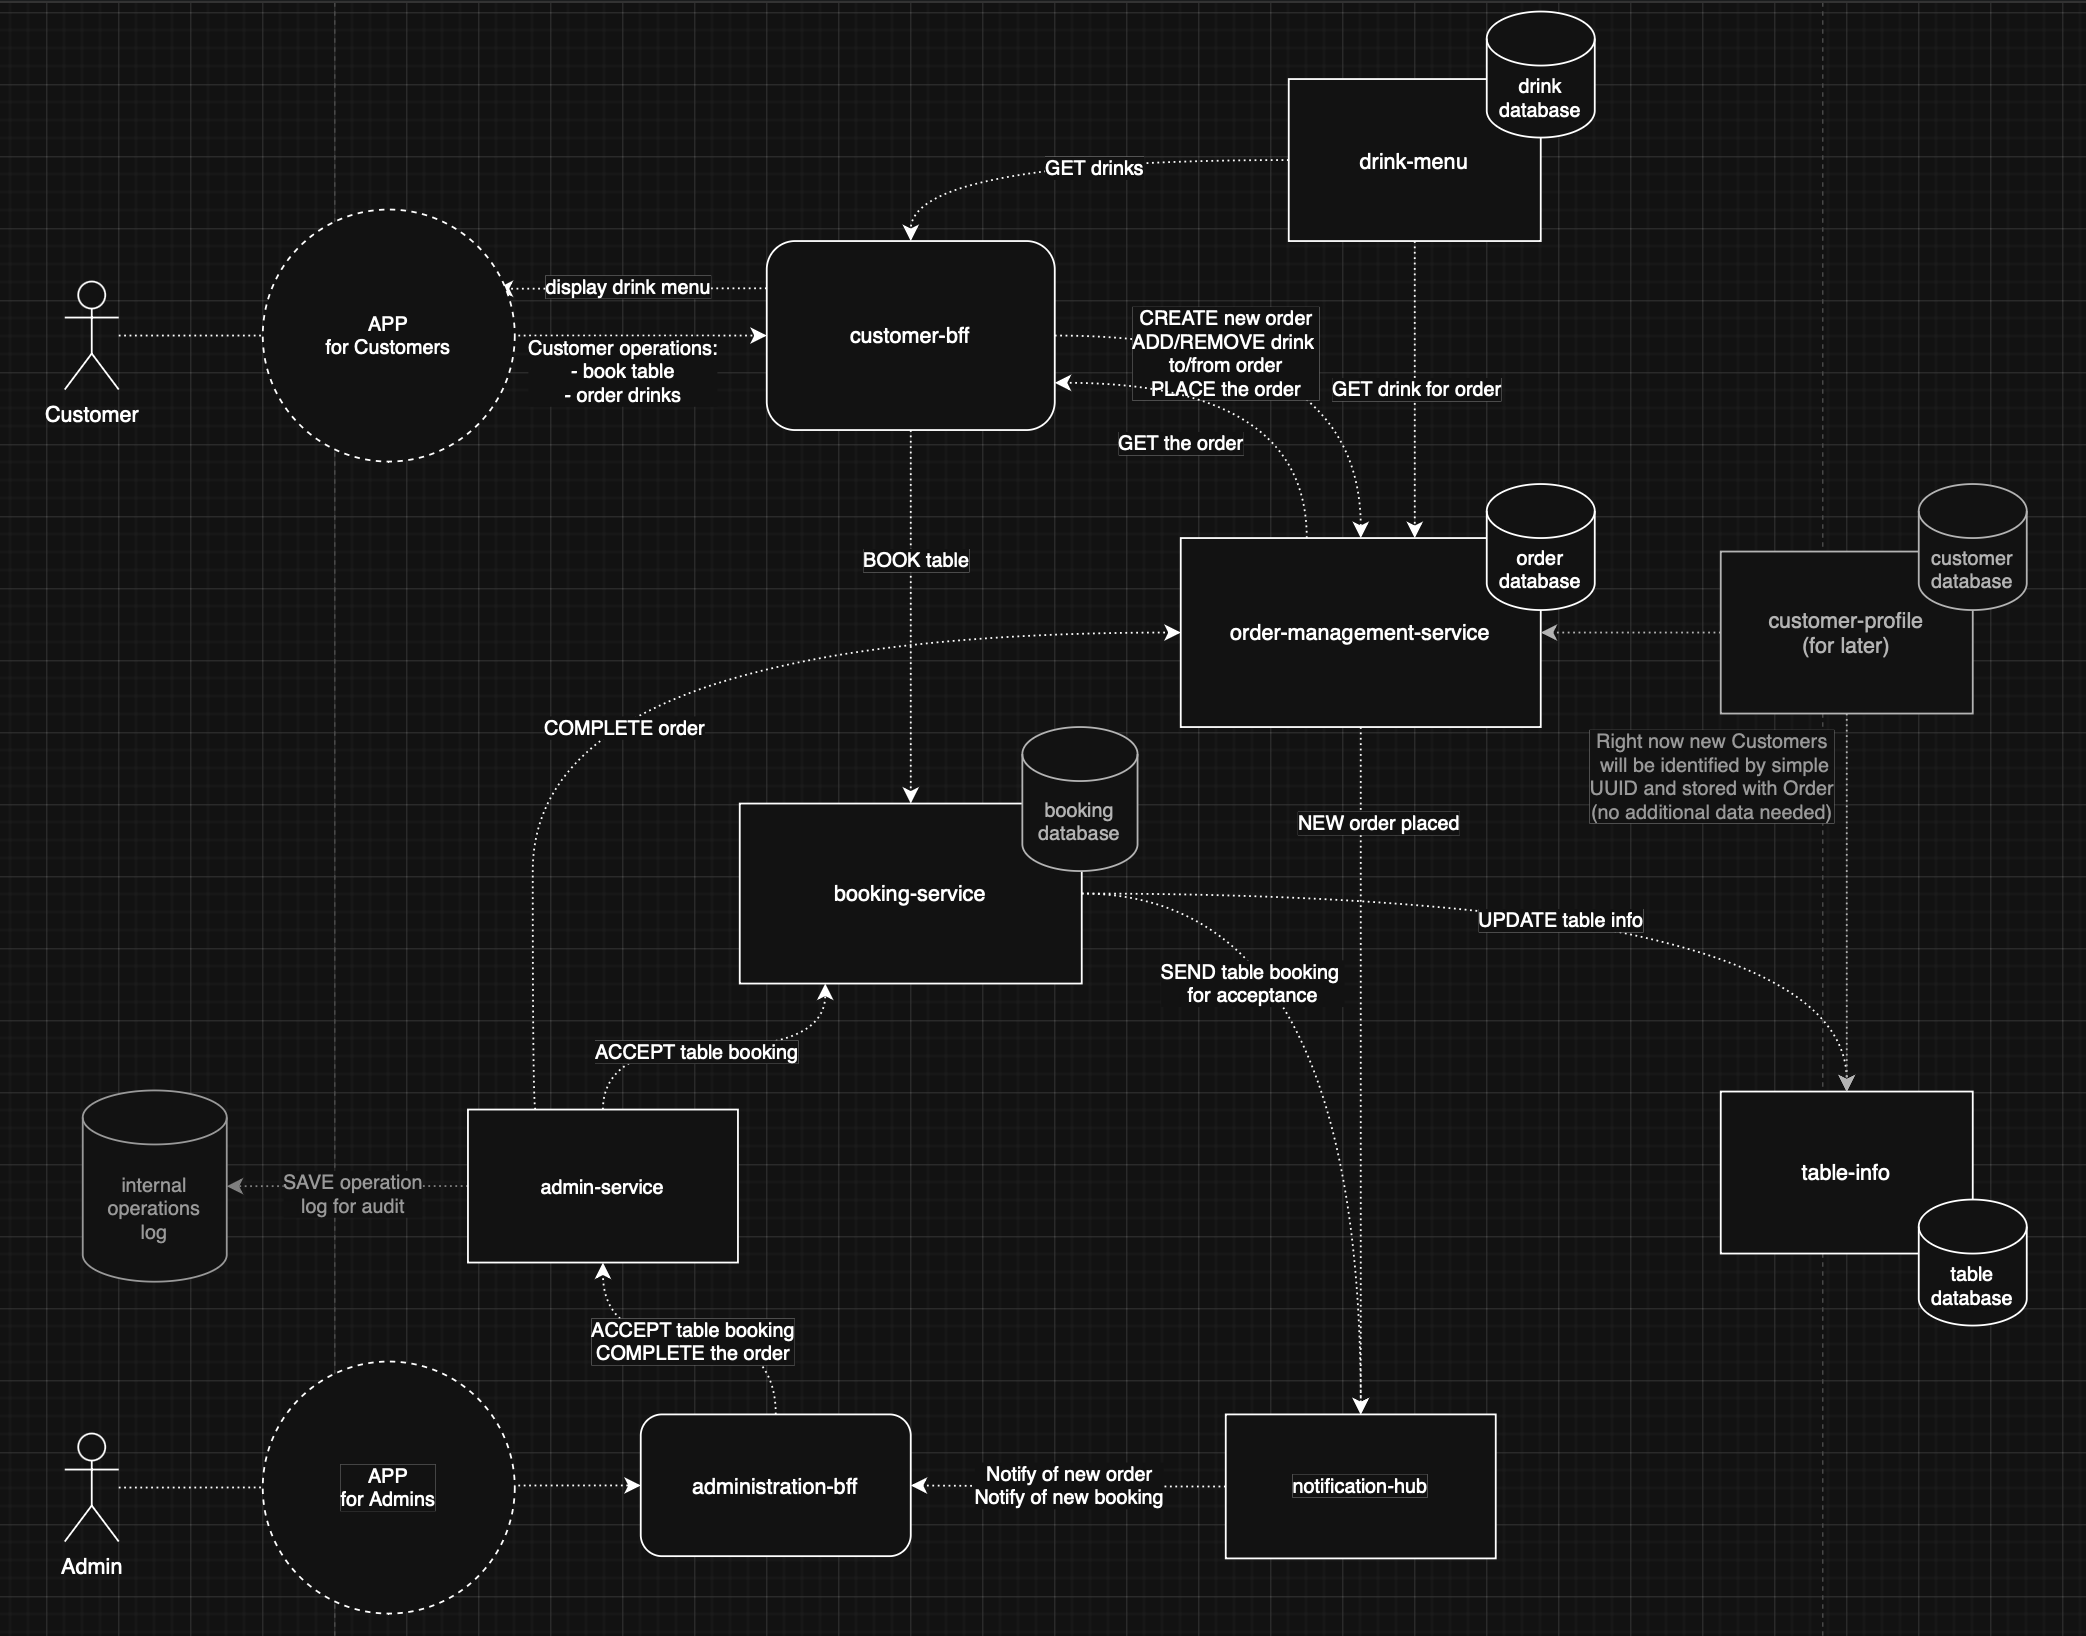 drink
database
drink-menu
GET drinks
display drink menu
APP
for Customers
Customer operations:
- book table
- order drinks
customer-bff
CREATE new order
ADD/REMOVE drink
to/from order
PLACE the order
GET drink for order
Customer
GET the order
BOOK table
order
database
order-management-service
customer
database
customer-profile
(for later)
COMPLETE order
Right now new Customers
will be identified by simple
UUID and stored with Order
(no additional data needed)
booking
database
NEW order placed
booking-service
UPDATE table info
SEND table booking
for acceptance
ACCEPT table booking
internal
operations
log
SAVE operation
log for audit
admin-service
table-info
table
database
ACCEPT table booking
COMPLETE the order
APP
for Admins
administration-bff
Notify of new order
Notify of new booking
notification-hub
Admin